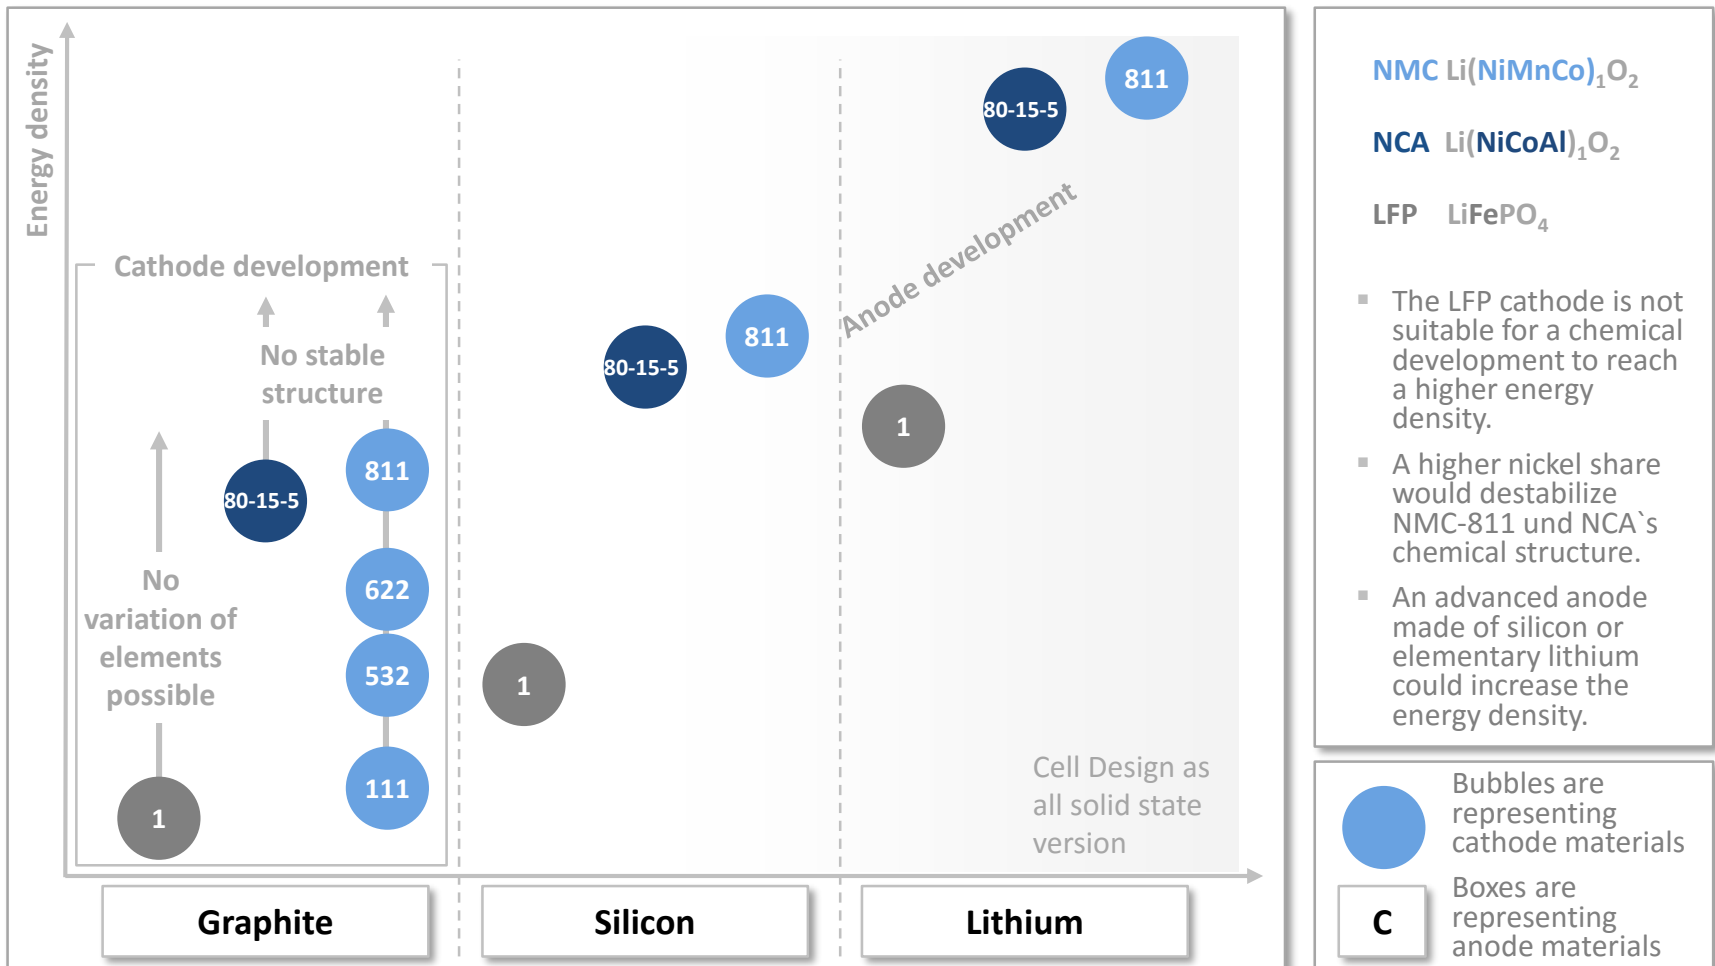 Energy density
Cathode development
No stable
structure
No
variation of
elements
possible
1
80-15-5
811
622
532
111
1
80-15-5
811
Anode development
1
80-15-5
811
Cell Design as
all solid state
version
Graphite
Silicon
Lithium
NMC Li(NiMnCo)₁O₂
NCA Li(NiCoAl)₁O₂
LFP LiFePO₄
▪ The LFP cathode is not
suitable for a chemical
development to reach
a higher energy
density.
▪ A higher nickel share
would destabilize
NMC-811 und NCA`s
chemical structure.
▪ An advanced anode
made of silicon or
elementary lithium
could increase the
energy density.
Bubbles are
representing
cathode materials
C
Boxes are
representing
anode materials